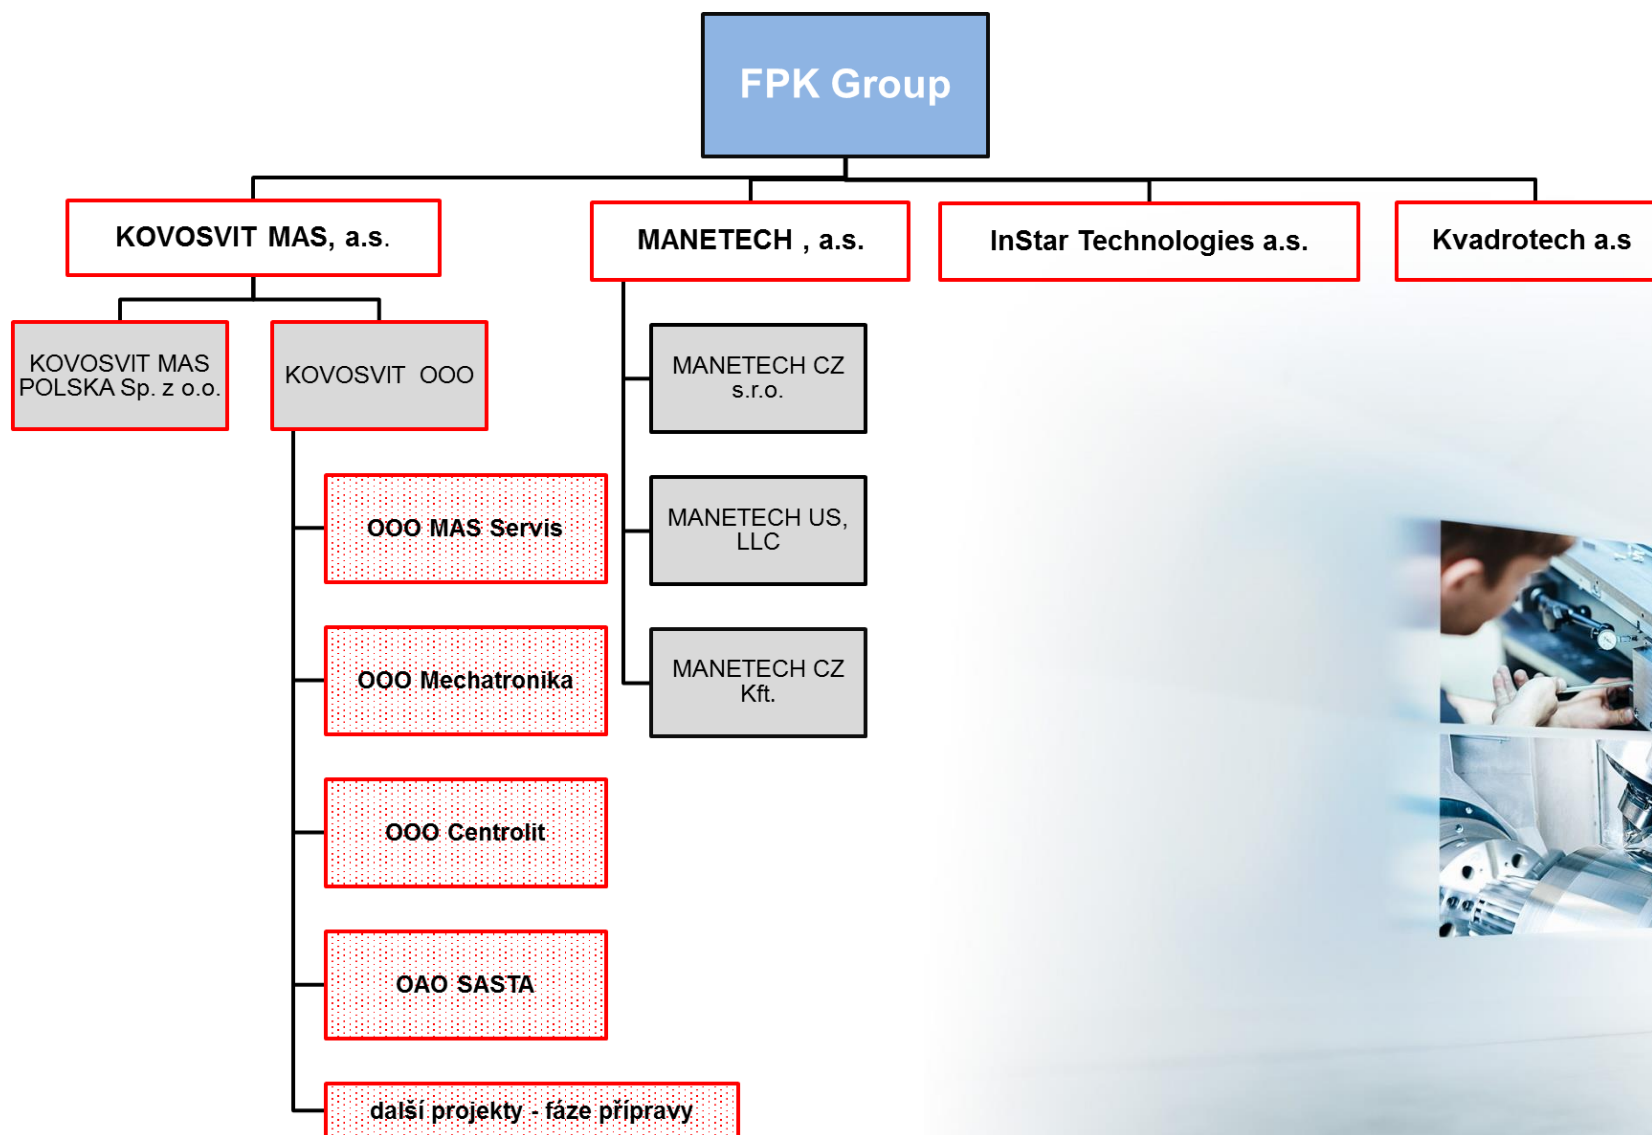 FPK Group
KOVOSVIT MAS, a.s.
MANETECH , a.s.
InStar Technologies a.s.
Kvadrotech a.s
KOVOSVIT MAS
POLSKA Sp. z o.o.
KOVOSVIT  OOO
MANETECH CZ
s.r.o.
OOO MAS Servis
MANETECH US,
LLC
OOO Mechatronika
MANETECH CZ
Kft.
OOO Centrolit
OAO SASTA
další projekty - fáze přípravy